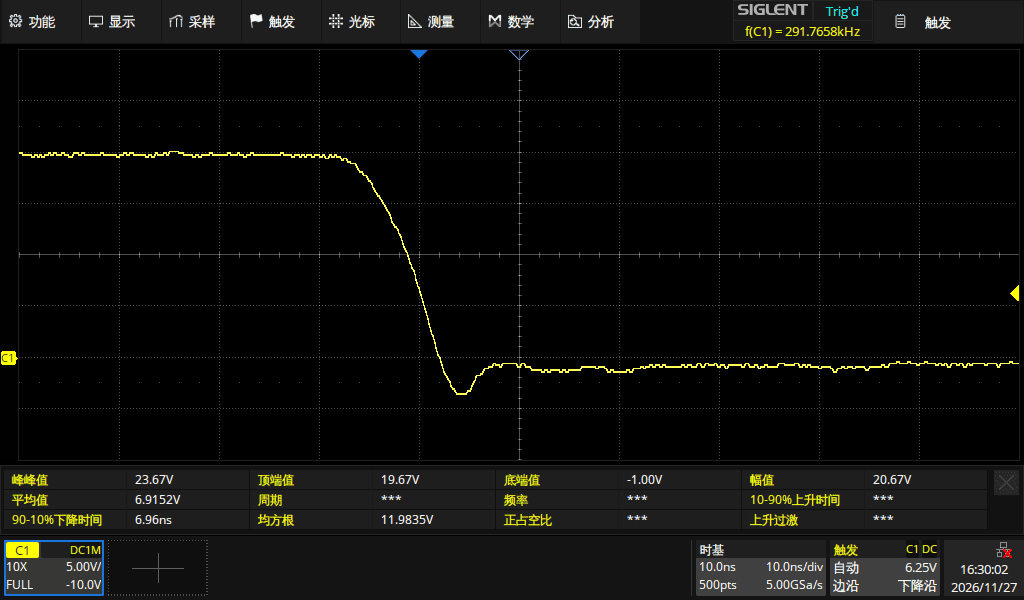 功能 显示 采样 触发 光标 测量 数学 分析 SIGLENT Trig'd 触发
f(C1) = 291.7658kHz
C1
峰峰值 23.67V 顶端值 19.67V 底端值 -1.00V 幅值 20.67V
平均值 6.9152V 周期 *** 频率 *** 10-90%上升时间 ***
90-10%下降时间 6.96ns 均方根 11.9835V 正占空比 *** 上升过激 ***
C1 DC1M 时基 触发 C1 DC
10X 5.00V/ 10.0ns 10.0ns/div 自动 6.25V 16:30:02
FULL -10.0V 500pts 5.00GSa/s 边沿 下降沿 2026/11/27